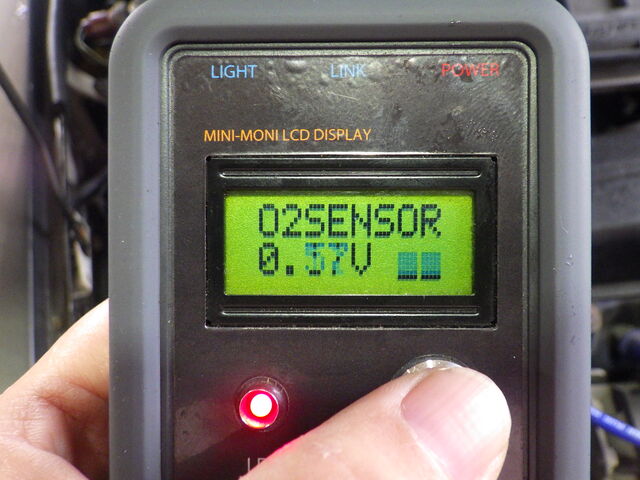 LIGHT LINK POWER
MINI-MONI LCD DISPLAY
O2SENSOR
0.57V